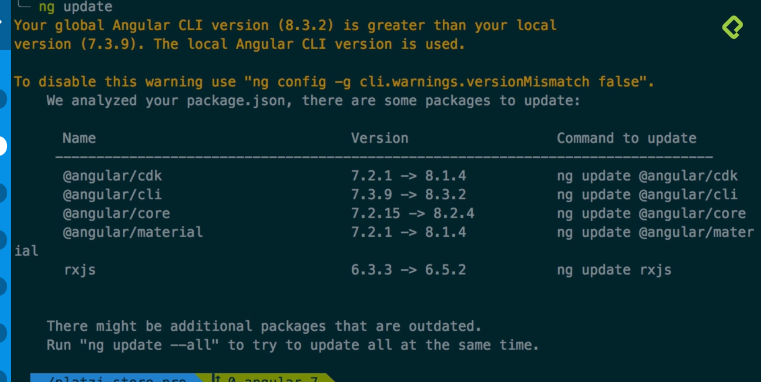 ng update
Your global Angular CLI version (8.3.2) is greater than your local
version (7.3.9). The local Angular CLI version is used.
To disable this warning use "ng config -g cli.warnings.versionMismatch false".
We analyzed your package.json, there are some packages to update:
Name Version Command to update
@angular/cdk 7.2.1 -> 8.1.4 ng update @angular/cdk
@angular/cli 7.3.9 -> 8.3.2 ng update @angular/cli
@angular/core 7.2.15 -> 8.2.4 ng update @angular/core
@angular/material 7.2.1 -> 8.1.4 ng update @angular/mater
ial
rxjs 6.3.3 -> 6.5.2 ng update rxjs
There might be additional packages that are outdated.
Run "ng update --all" to try to update all at the same time.
/platzi-store-pro 0 angular-7